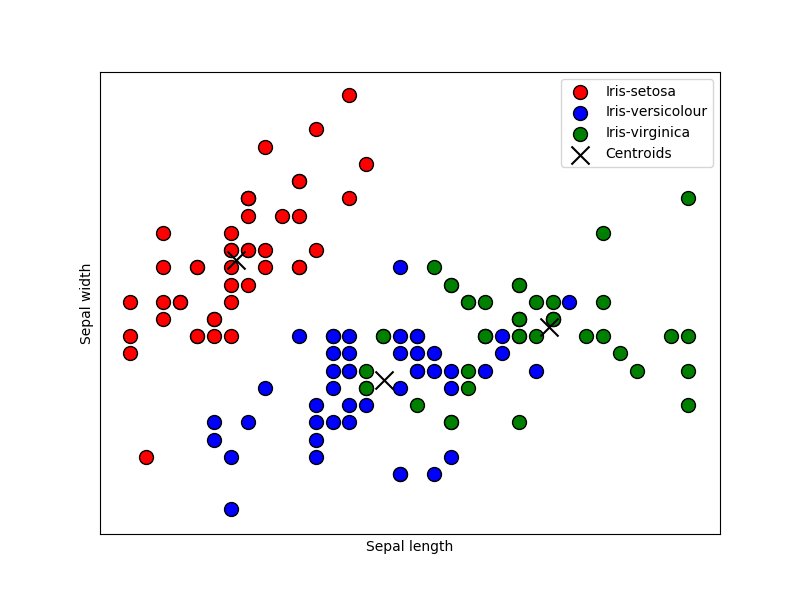 Iris-setosa
Iris-versicolour
Iris-virginica
Centroids
Sepal width
Sepal length